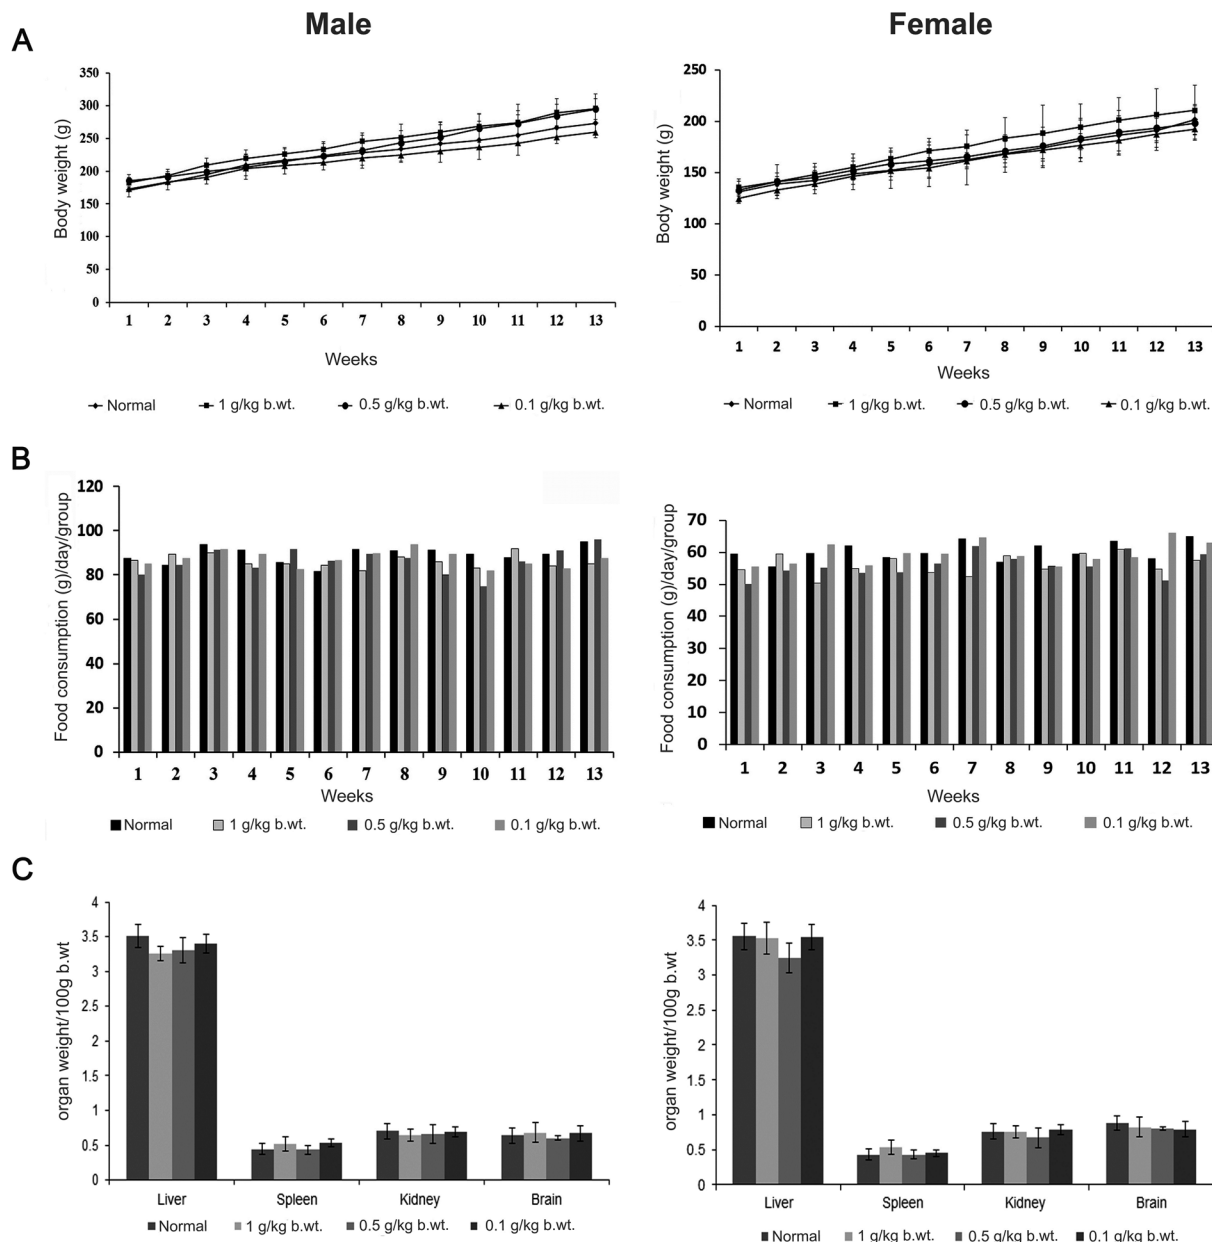 Male
Female
A
Body weight (g)
350
300
250
200
150
100
50
0
1 2 3 4 5 6 7 8 9 10 11 12 13
Weeks
Normal 1 g/kg b.wt. 0.5 g/kg b.wt. 0.1 g/kg b.wt.
Body weight (g)
250
200
150
100
50
0
1 2 3 4 5 6 7 8 9 10 11 12 13
Weeks
Normal 1 g/kg b.wt. 0.5 g/kg b.wt. 0.1 g/kg b.wt.
B
Food consumption (g)/day/group
120
100
80
60
40
20
0
1 2 3 4 5 6 7 8 9 10 11 12 13
Weeks
Normal 1 g/kg b.wt. 0.5 g/kg b.wt. 0.1 g/kg b.wt.
Food consumption (g)/day/group
70
60
50
40
30
20
10
0
1 2 3 4 5 6 7 8 9 10 11 12 13
Weeks
Normal 1 g/kg b.wt. 0.5 g/kg b.wt. 0.1 g/kg b.wt.
C
organ weight/100g b.wt
4
3.5
3
2.5
2
1.5
1
0.5
0
Liver Spleen Kidney Brain
Normal 1 g/kg b.wt. 0.5 g/kg b.wt. 0.1 g/kg b.wt.
organ weight/100g b.wt
4
3.5
3
2.5
2
1.5
1
0.5
0
Liver Spleen Kidney Brain
Normal 1 g/kg b.wt. 0.5 g/kg b.wt. 0.1 g/kg b.wt.